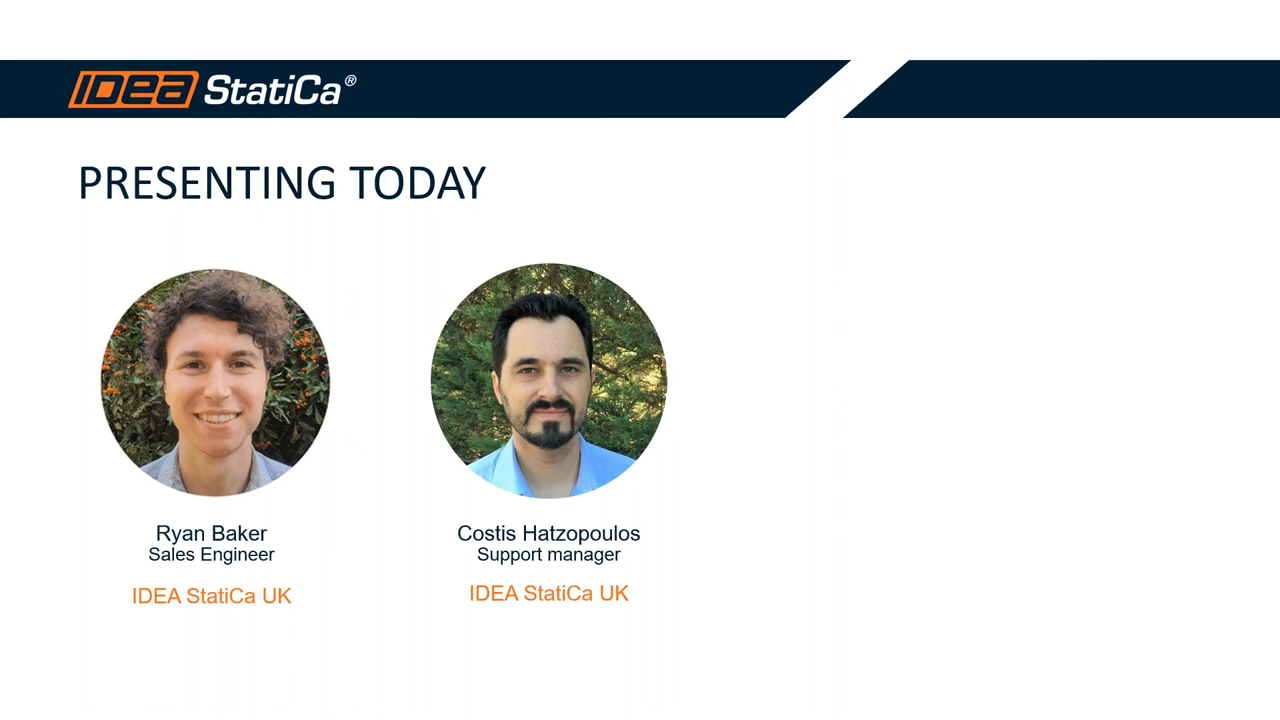 IDEA StatiCa®
PRESENTING TODAY
Ryan Baker
Sales Engineer
IDEA StatiCa UK
Costis Hatzopoulos
Support manager
IDEA StatiCa UK